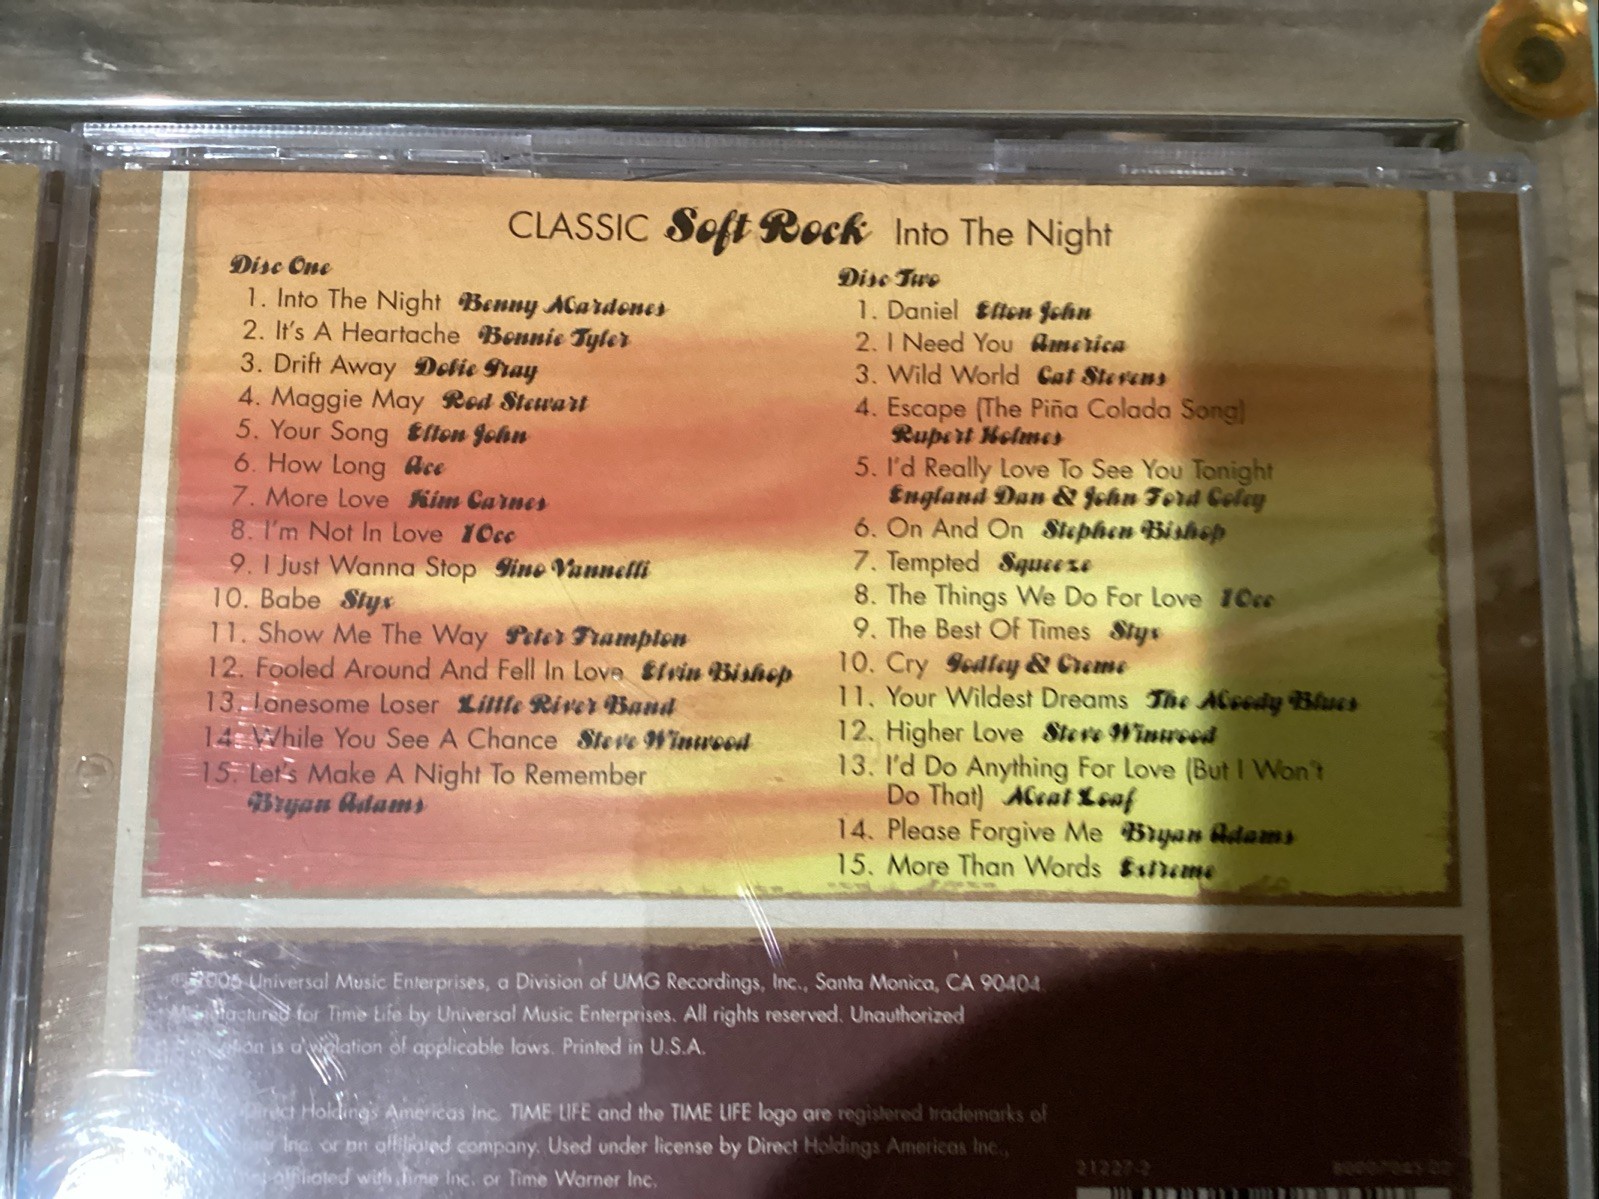 CLASSIC Soft Rock Into The Night
Disc One
1. Into The Night Benny Mardones
2. It's A Heartache Bonnie Tyler
3. Drift Away Dobie Gray
4. Maggie May Rod Stewart
5. Your Song Elton John
6. How Long Ace
7. More Love Kim Carnes
8. I'm Not In Love 10cc
9. I Just Wanna Stop Gino Vannelli
10. Babe Styx
11. Show Me The Way Peter Frampton
12. Fooled Around And Fell In Love Elvin Bishop
13. Lonesome Loser Little River Band
14. While You See A Chance Steve Winwood
15. Let's Make A Night To Remember
Bryan Adams
Disc Two
1. Daniel Elton John
2. I Need You America
3. Wild World Cat Stevens
4. Escape (The Piña Colada Song)
Rupert Holmes
5. I'd Really Love To See You Tonight
England Dan & John Ford Coley
6. On And On Stephen Bishop
7. Tempted Squeeze
8. The Things We Do For Love 10cc
9. The Best Of Times Styx
10. Cry Godley & Creme
11. Your Wildest Dreams The Moody Blues
12. Higher Love Steve Winwood
13. I'd Do Anything For Love (But I Won't
Do That) Meat Loaf
14. Please Forgive Me Bryan Adams
15. More Than Words Extreme
2006 Universal Music Enterprises, a Division of UMG Recordings, Inc., Santa Monica, CA 90404.
Manufactured for Time Life by Universal Music Enterprises. All rights reserved. Unauthorized
is a violation of applicable laws. Printed in U.S.A.
Direct Holdings Americas Inc. TIME LIFE and the TIME LIFE logo are registered trademarks of
Inc. or an affiliated company. Used under license by Direct Holdings Americas Inc.,
affiliated with Time Inc. or Time Warner Inc.
21227-2